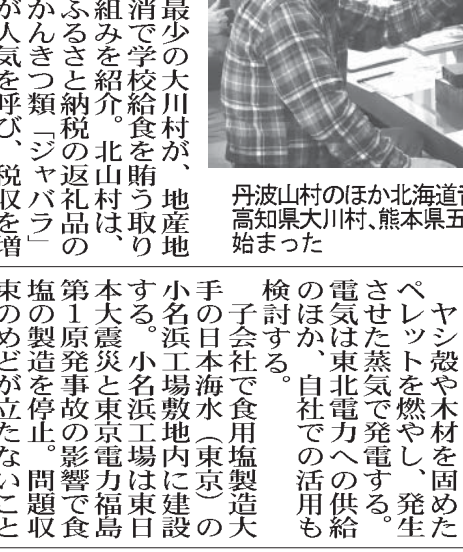 最少の大川村が、地産地
消で学校給食を賄う取り
組みを紹介。北山村は、
ふるさと納税の返礼品の
かんきつ類「ジャバラ」
が人気を呼び、税収を増
丹波山村のほか北海道音
高知県大川村、熊本県五
始まった
ヤシ殻や木材を固めた
ペレットを燃やし、発生
させた蒸気で発電する。
電気は東北電力への供給
のほか、自社での活用も
検討する。
子会社で食用塩製造大
手の日本海水（東京）の
小名浜工場敷地内に建設
する。小名浜工場は東日
本大震災と東京電力福島
第1原発事故の影響で食
塩の製造を停止。問題収
束のめどが立たないこと